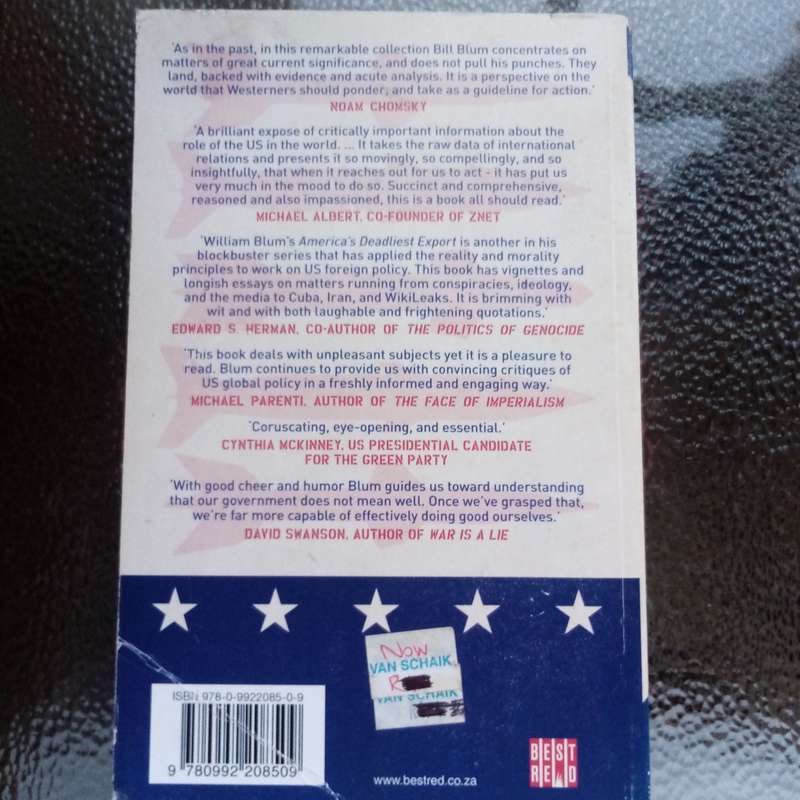 'As in the past, in this remarkable collection Bill Blum concentrates on
matters of great current significance, and does not pull his punches. They
land, backed with evidence and acute analysis. It is a perspective on the
world that Westerners should ponder, and take as a guideline for action.'
NOAM CHOMSKY
'A brilliant expose of critically important information about the
role of the US in the world. ... It takes the raw data of international
relations and presents it so movingly, so compellingly, and so
insightfully, that when it reaches out for us to act - it has put us
very much in the mood to do so. Succinct and comprehensive,
reasoned and also impassioned, this is a book all should read.'
MICHAEL ALBERT, CO-FOUNDER OF ZNET
'William Blum's America's Deadliest Export is another in his
blockbuster series that has applied the reality and morality
principles to work on US foreign policy. This book has vignettes and
longish essays on matters running from conspiracies, ideology,
and the media to Cuba, Iran, and WikiLeaks. It is brimming with
wit and with both laughable and frightening quotations.'
EDWARD S. HERMAN, CO-AUTHOR OF THE POLITICS OF GENOCIDE
'This book deals with unpleasant subjects yet it is a pleasure to
read. Blum continues to provide us with convincing critiques of
US global policy in a freshly informed and engaging way.'
MICHAEL PARENTI, AUTHOR OF THE FACE OF IMPERIALISM
'Coruscating, eye-opening, and essential.'
CYNTHIA MCKINNEY, US PRESIDENTIAL CANDIDATE
FOR THE GREEN PARTY
'With good cheer and humor Blum guides us toward understanding
that our government does not mean well. Once we've grasped that,
we're far more capable of effectively doing good ourselves.'
DAVID SWANSON, AUTHOR OF WAR IS A LIE
Now
VAN SCHAIK
R
VAN SCHAIK
ISBN 978-0-9922085-0-9
9 780992 208509
www.bestred.co.za
BEST
RED